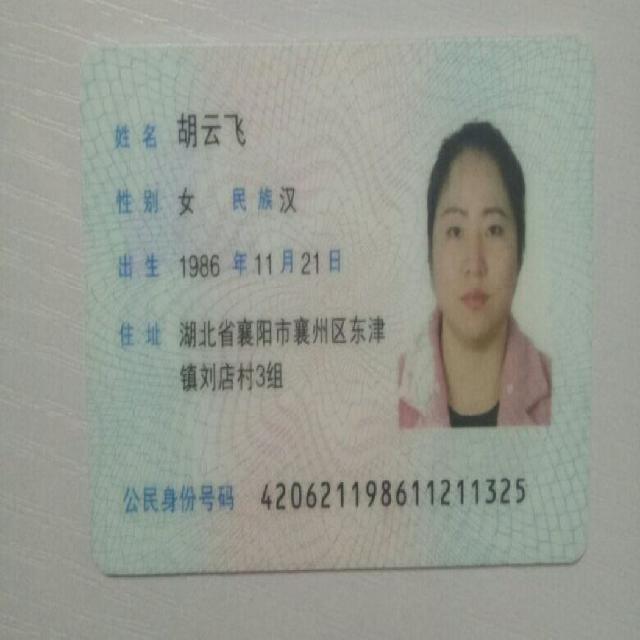 姓名 胡云飞
性别 女 民族 汉
出生 1986 年 11 月 21 日
住址 湖北省襄阳市襄州区东津
镇刘店村3组
公民身份号码 420621198611211325